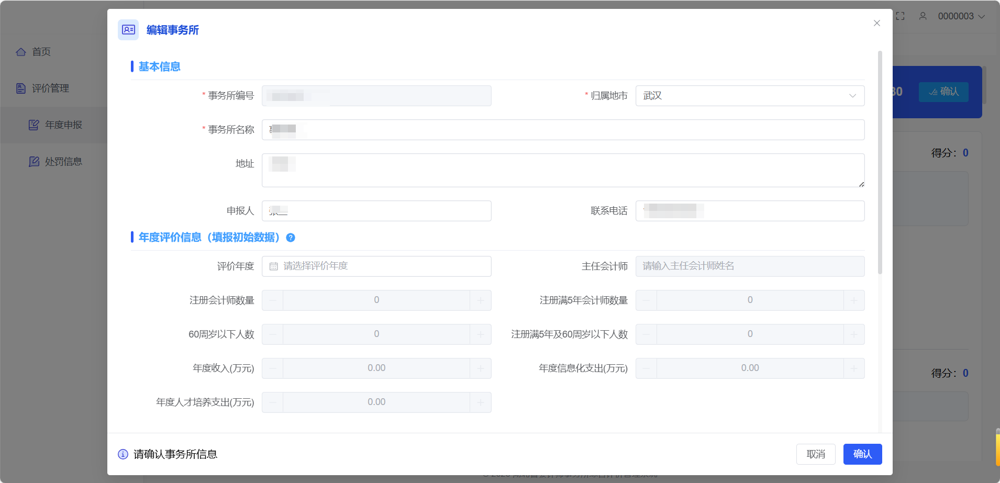 编辑事务所
0000003
首页
评价管理
年度申报
处罚信息
基本信息
* 事务所编号
* 归属地市 武汉
* 事务所名称
地址
申报人
联系电话
年度评价信息（填报初始数据）
评价年度 请选择评价年度
主任会计师 请输入主任会计师姓名
注册会计师数量 0
注册满5年会计师数量 0
60周岁以下人数 0
注册满5年及60周岁以下人数 0
年度收入(万元) 0.00
年度信息化支出(万元) 0.00
年度人才培养支出(万元) 0.00
确认
得分：0
得分：0
请确认事务所信息
取消 确认